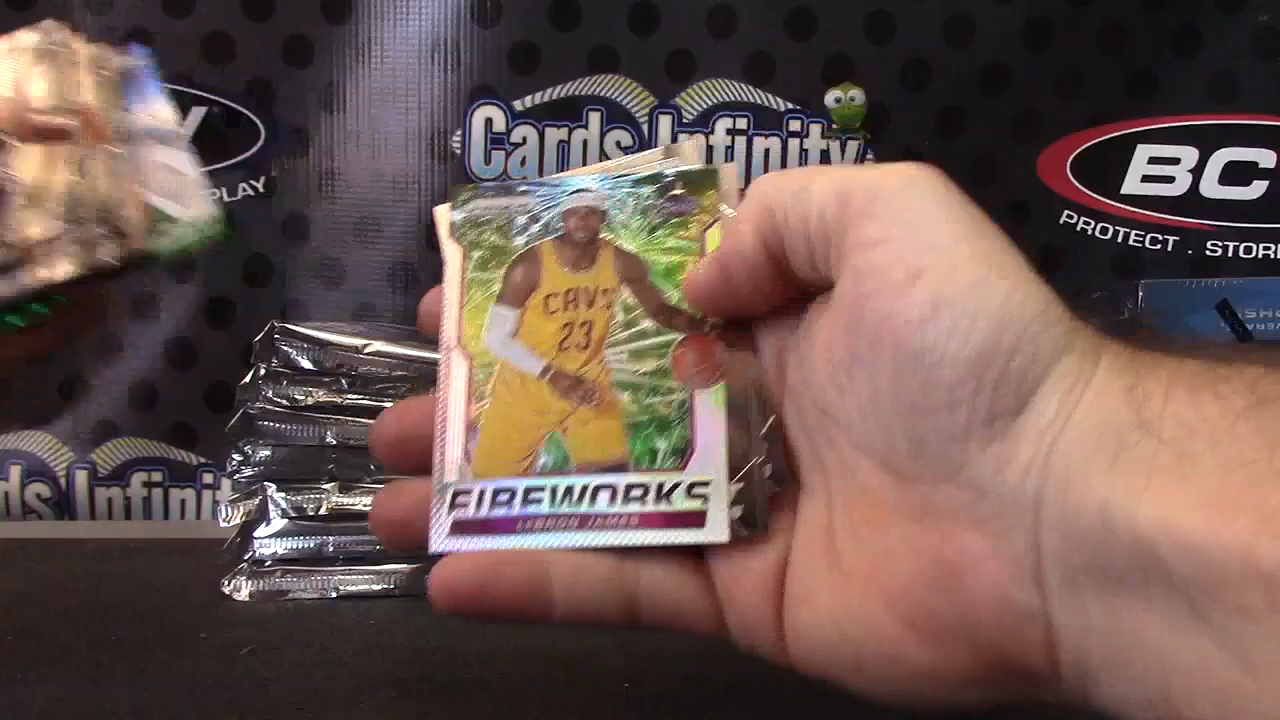 Y
PLAY
Cards Infinity
BC
PROTECT . STOR
CAVS
23
FIREWORKS
LEBRON JAMES
ds Infinit